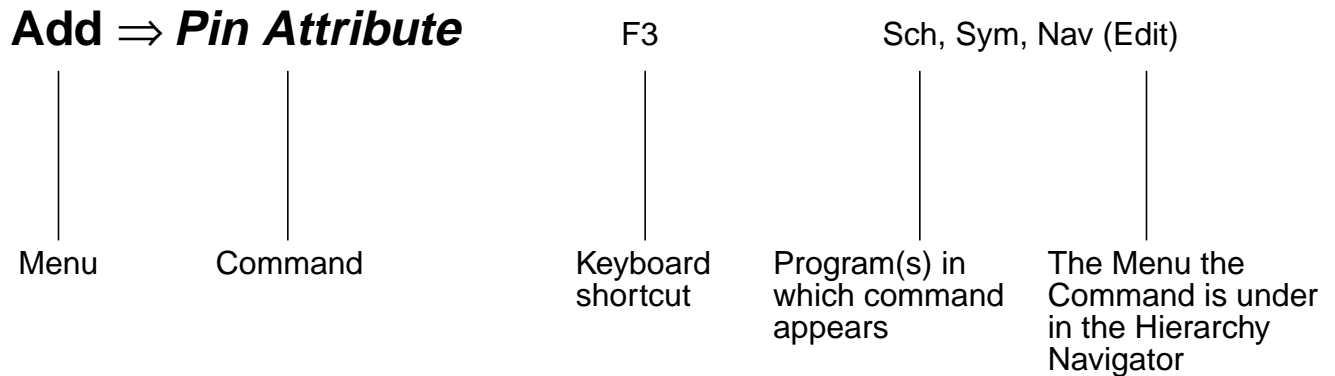 Add ⇒ Pin Attribute F3 Sch, Sym, Nav (Edit)
Menu
Command
Keyboard
shortcut
Program(s) in
which command
appears
The Menu the
Command is under
in the Hierarchy
Navigator